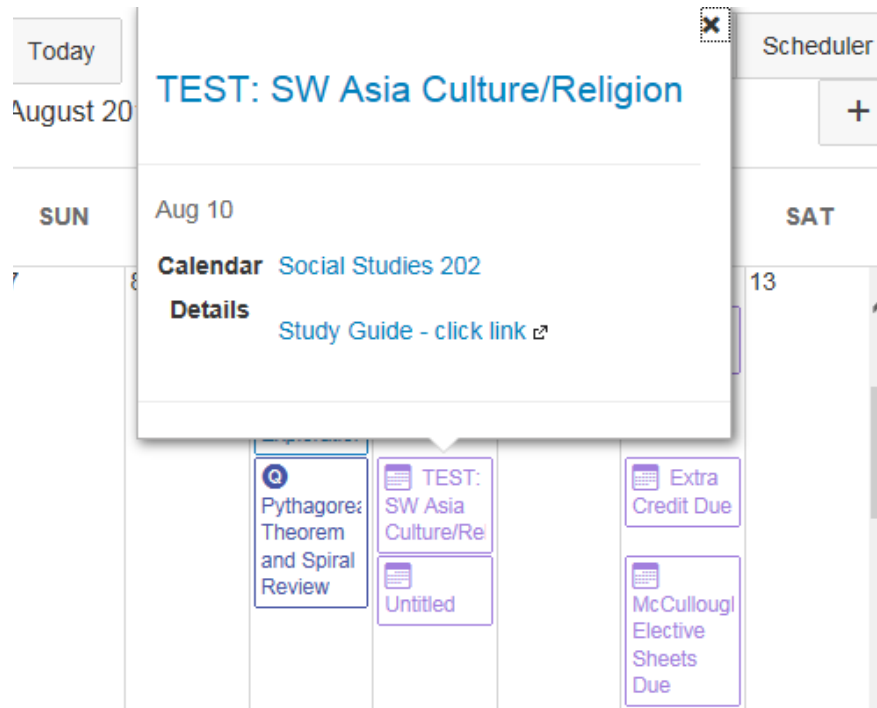 Today
Scheduler
TEST: SW Asia Culture/Religion
August 20
+
SUN
Aug 10
SAT
Calendar Social Studies 202
Details
Study Guide - click link
7
8
13
Q
Pythagorea
Theorem
and Spiral
Review
TEST:
SW Asia
Culture/Re
Untitled
Extra
Credit Due
McCullough
Elective
Sheets
Due